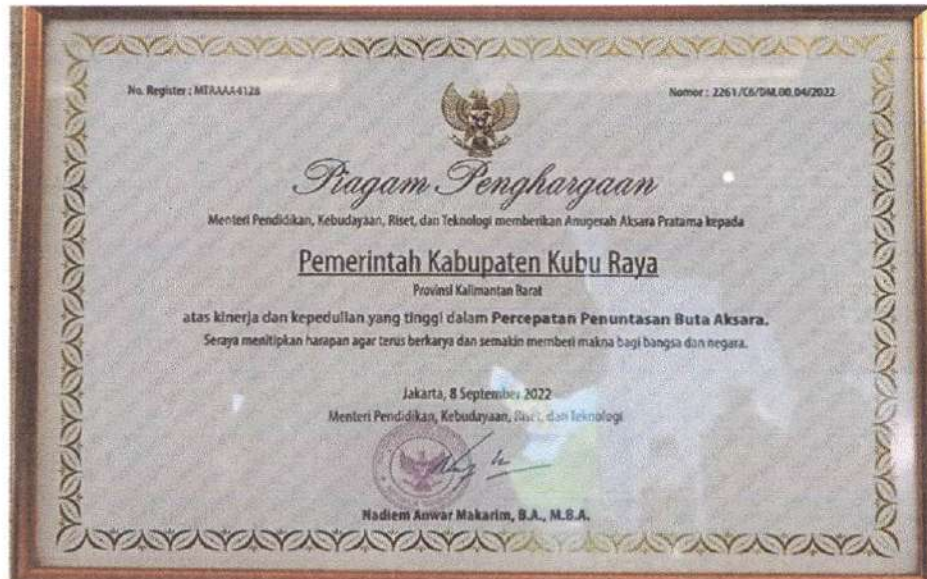 No. Register : MTRAAA4128
Nomor : 2261/C6/DM.00.04/2022
Piagam Penghargaan
Menteri Pendidikan, Kebudayaan, Riset, dan Teknologi memberikan Anugerah Aksara Pratama kepada
Pemerintah Kabupaten Kubu Raya
Provinsi Kalimantan Barat
atas kinerja dan kepedulian yang tinggi dalam Percepatan Penuntasan Buta Aksara.
Seraya menitipkan harapan agar terus berkarya dan semakin memberi makna bagi bangsa dan negara.
Jakarta, 8 September 2022
Menteri Pendidikan, Kebudayaan, Riset, dan Teknologi
Nadiem Anwar Makarim, B.A., M.B.A.